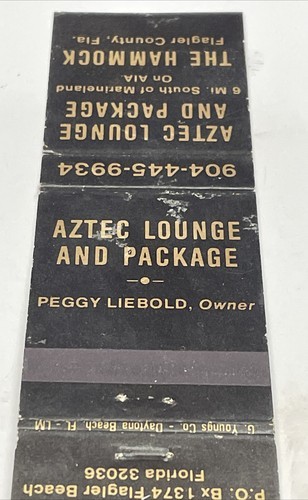 THE HAMMOCK
Flagler County, Fla.
6 Mi. South of Marineland
On AIA
AZTEC LOUNGE
AND PACKAGE
904-445-9934
AZTEC LOUNGE
AND PACKAGE
PEGGY LIEBOLD, Owner
G. Youngs Co - Daytona Beach, FL - LM
P.O. Bx 1374/Flagler Beach
Florida 32036